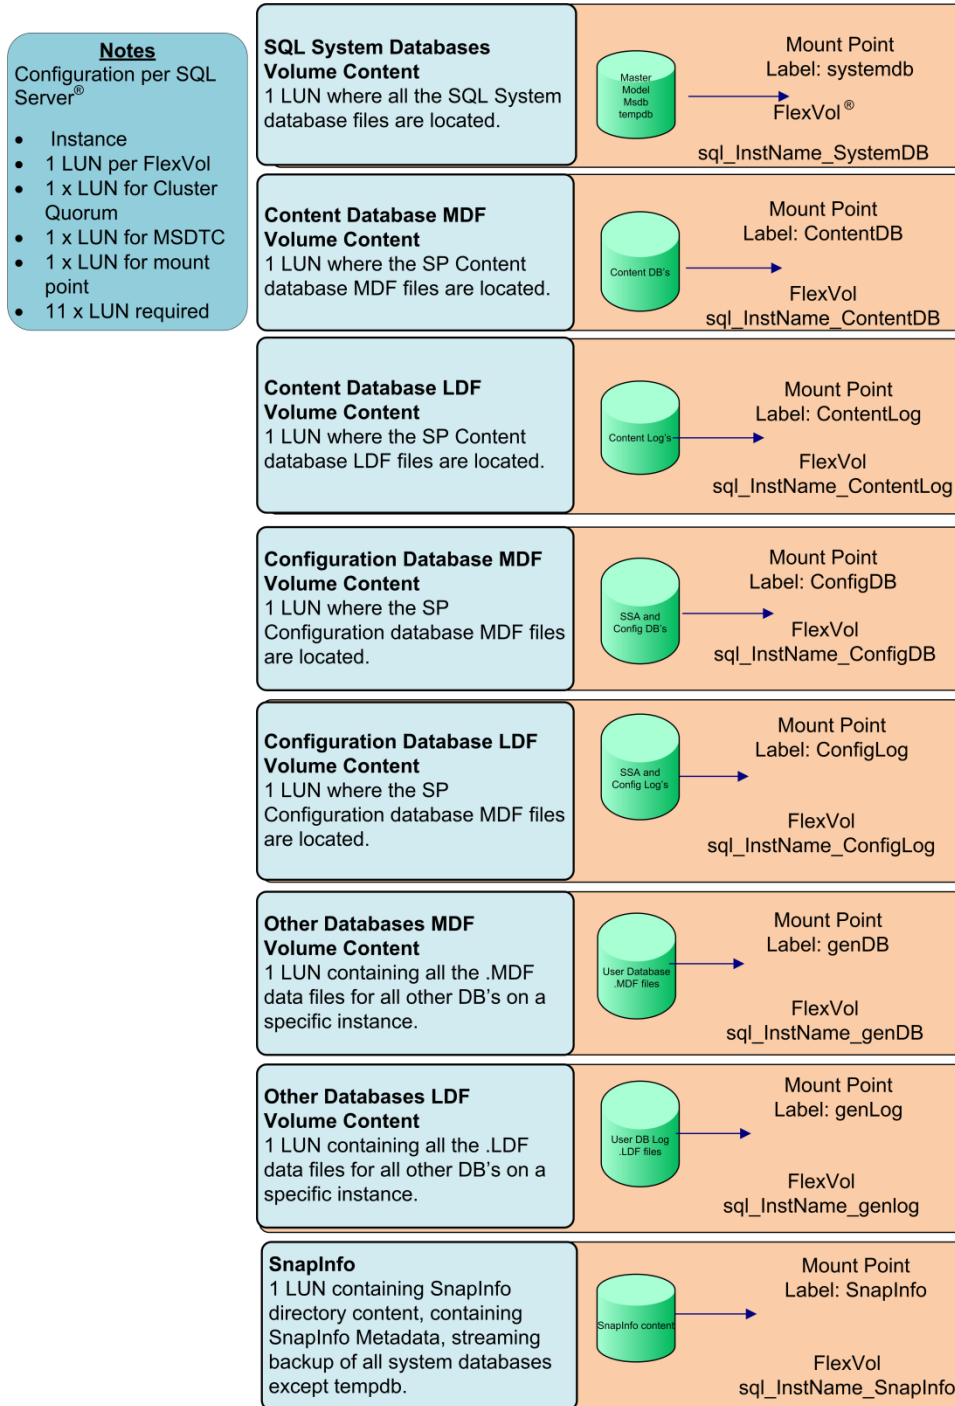 Notes
Configuration per SQL
Server®
• Instance
• 1 LUN per FlexVol
• 1 x LUN for Cluster
Quorum
• 1 x LUN for MSDTC
• 1 x LUN for mount
point
• 11 x LUN required
SQL System Databases
Volume Content
1 LUN where all the SQL System
database files are located.
Master
Model
Msdb
tempdb
Mount Point
Label: systemdb
FlexVol®
sql_InstName_SystemDB
Content Database MDF
Volume Content
1 LUN where the SP Content
database MDF files are located.
Content DB's
Mount Point
Label: ContentDB
FlexVol
sql_InstName_ContentDB
Content Database LDF
Volume Content
1 LUN where the SP Content
database LDF files are located.
Content Log's
Mount Point
Label: ContentLog
FlexVol
sql_InstName_ContentLog
Configuration Database MDF
Volume Content
1 LUN where the SP
Configuration database MDF files
are located.
SSA and
Config DB's
Mount Point
Label: ConfigDB
FlexVol
sql_InstName_ConfigDB
Configuration Database LDF
Volume Content
1 LUN where the SP
Configuration database MDF files
are located.
SSA and
Config Log's
Mount Point
Label: ConfigLog
FlexVol
sql_InstName_ConfigLog
Other Databases MDF
Volume Content
1 LUN containing all the .MDF
data files for all other DB's on a
specific instance.
User Database
.MDF files
Mount Point
Label: genDB
FlexVol
sql_InstName_genDB
Other Databases LDF
Volume Content
1 LUN containing all the .LDF
data files for all other DB's on a
specific instance.
User DB Log
.LDF files
Mount Point
Label: genLog
FlexVol
sql_InstName_genlog
SnapInfo
1 LUN containing SnapInfo
directory content, containing
SnapInfo Metadata, streaming
backup of all system databases
except tempdb.
SnapInfo content
Mount Point
Label: SnapInfo
FlexVol
sql_InstName_SnapInfo